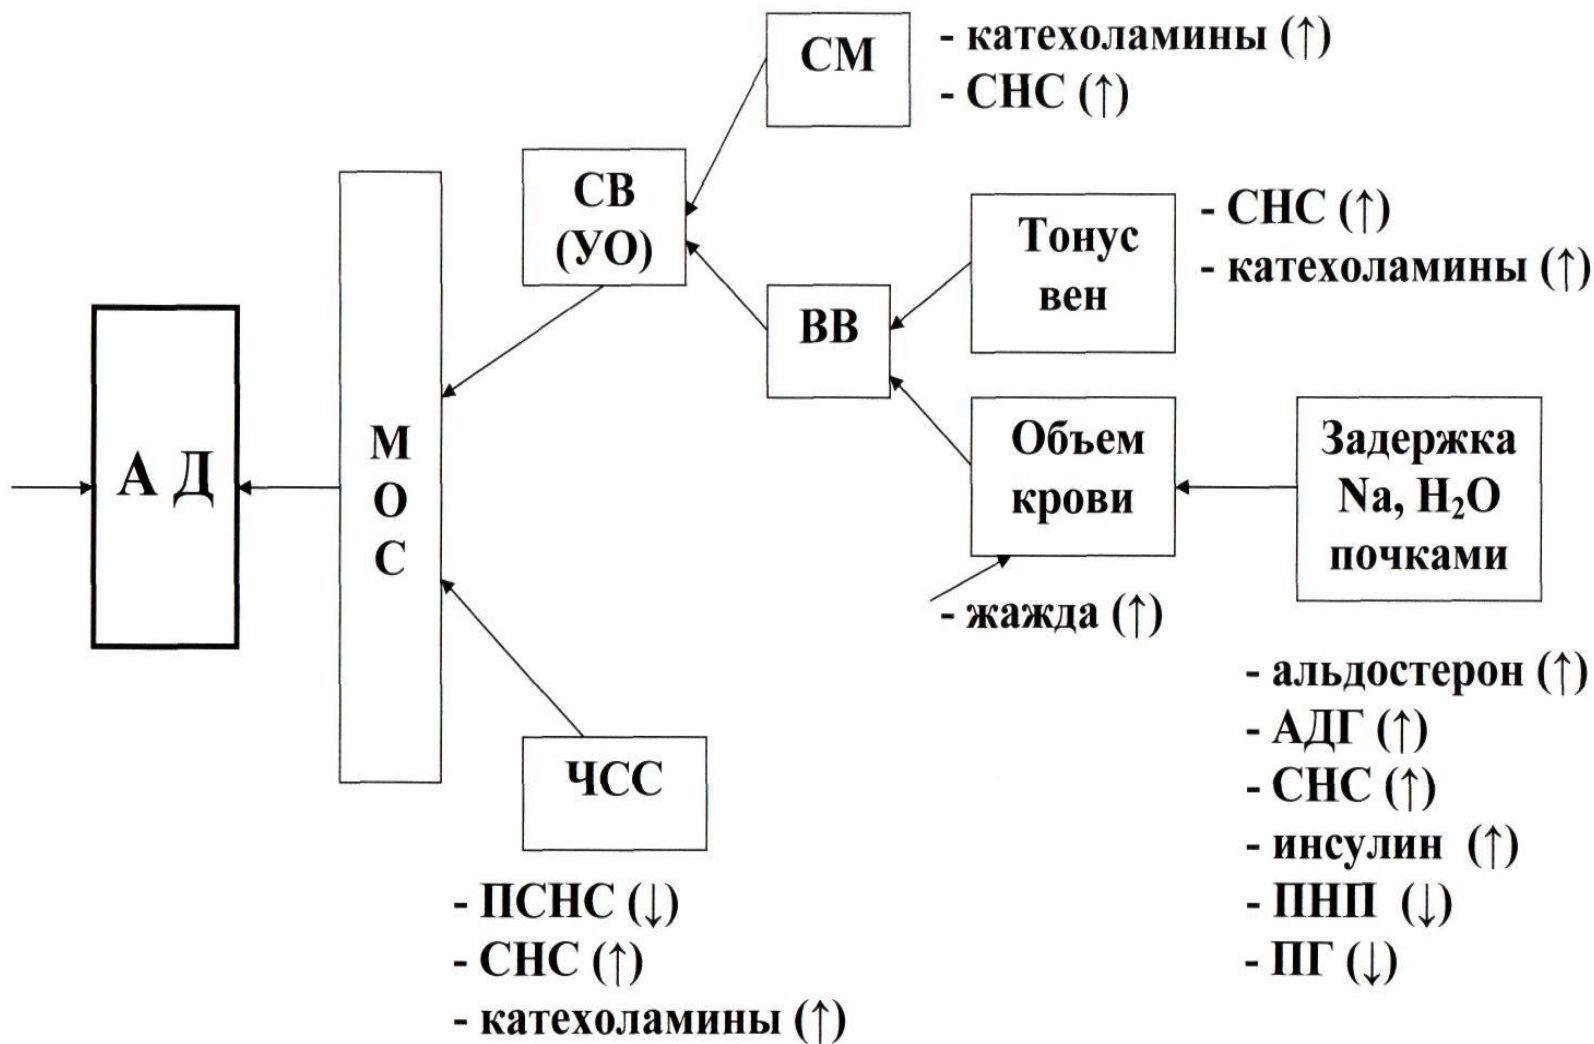 СМ
- катехоламины (↑)
- СНС (↑)
СВ
(УО)
Тонус
вен
- СНС (↑)
- катехоламины (↑)
ВВ
А Д
М
О
С
Объем
крови
Задержка
Na, H₂O
почками
- жажда (↑)
- альдостерон (↑)
- АДГ (↑)
- СНС (↑)
- инсулин (↑)
- ПНП (↓)
- ПГ (↓)
ЧСС
- ПСНС (↓)
- СНС (↑)
- катехоламины (↑)